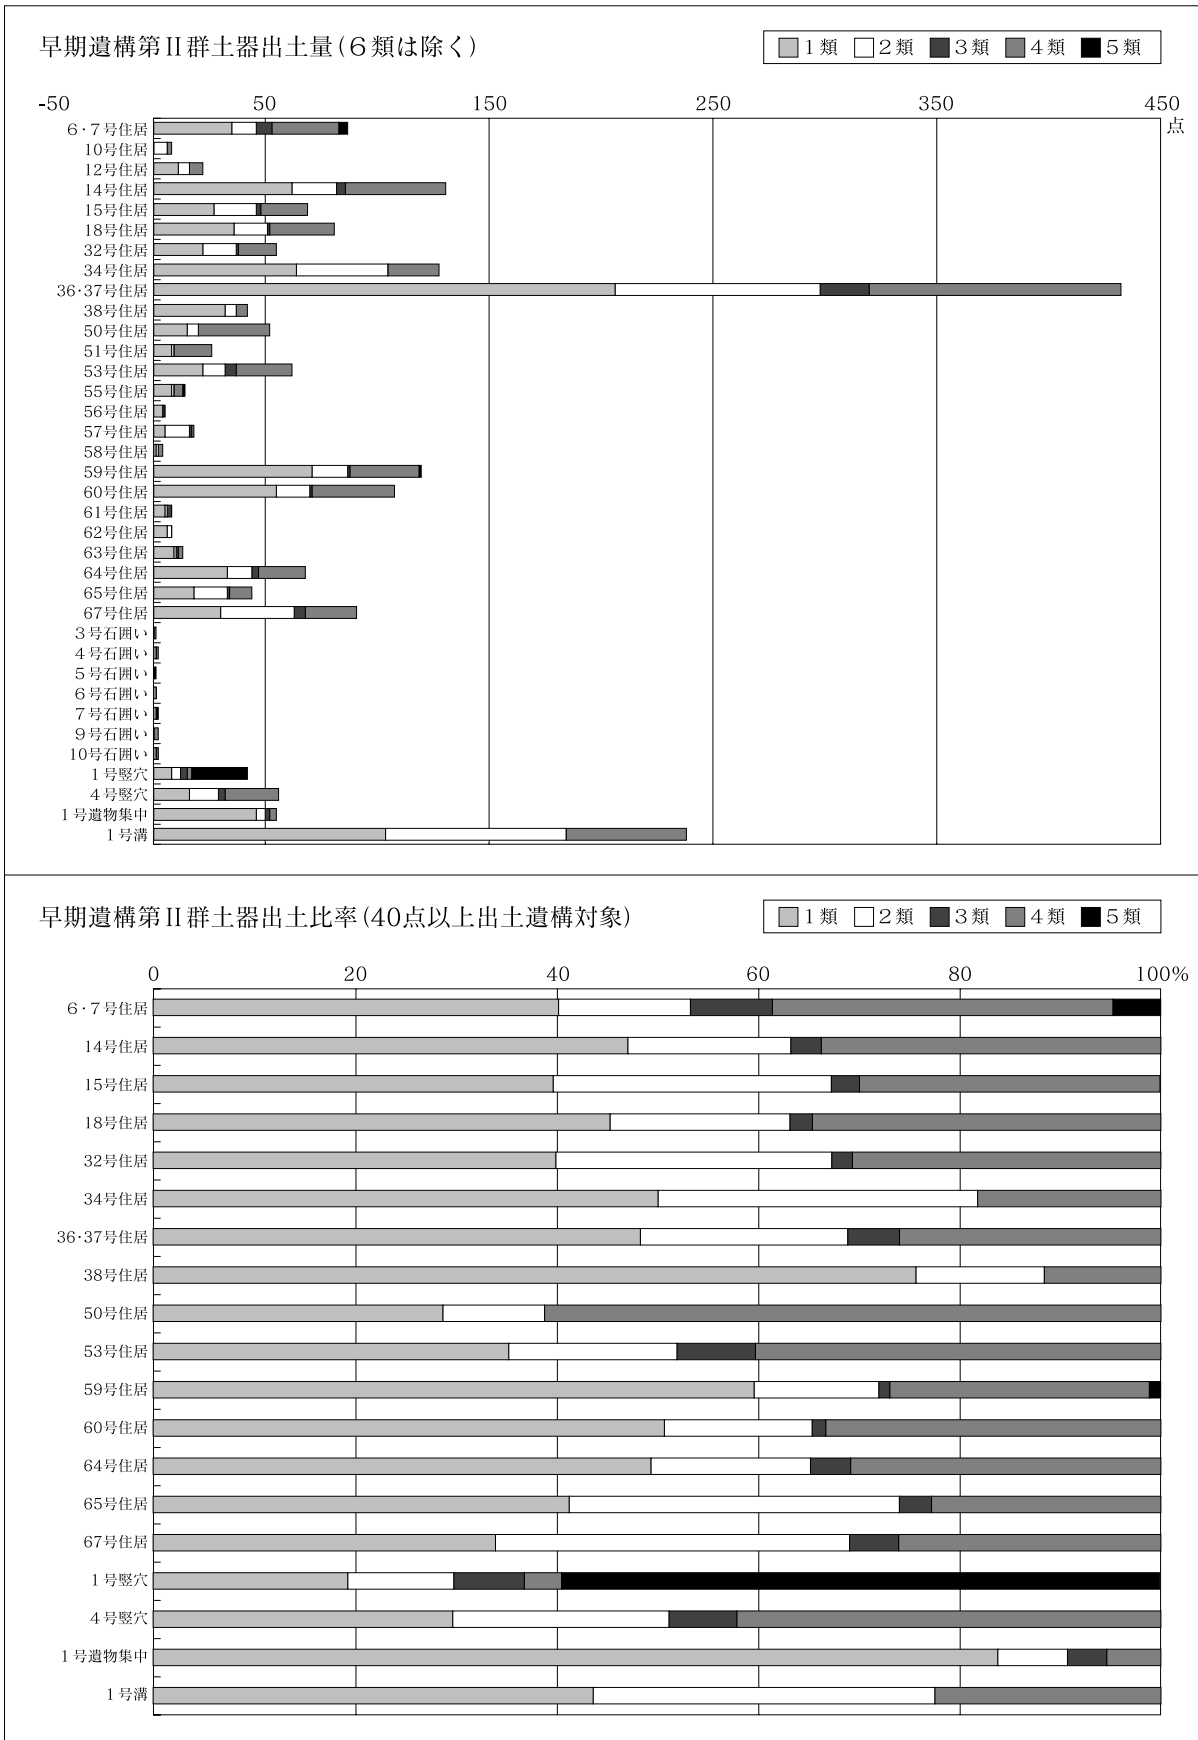 早期遺構第Ⅱ群土器出土量(６類は除く)
１類 ２類 ３類 ４類 ５類
-50 50 150 250 350 450
点
６・７号住居
10号住居
12号住居
14号住居
15号住居
18号住居
32号住居
34号住居
36・37号住居
38号住居
50号住居
51号住居
53号住居
55号住居
56号住居
57号住居
58号住居
59号住居
60号住居
61号住居
62号住居
63号住居
64号住居
65号住居
67号住居
３号石囲い
４号石囲い
５号石囲い
６号石囲い
７号石囲い
９号石囲い
10号石囲い
１号竪穴
４号竪穴
１号遺物集中
１号溝
早期遺構第Ⅱ群土器出土比率(40点以上出土遺構対象)
１類 ２類 ３類 ４類 ５類
0 20 40 60 80 100%
６・７号住居
14号住居
15号住居
18号住居
32号住居
34号住居
36・37号住居
38号住居
50号住居
53号住居
59号住居
60号住居
64号住居
65号住居
67号住居
１号竪穴
４号竪穴
１号遺物集中
１号溝